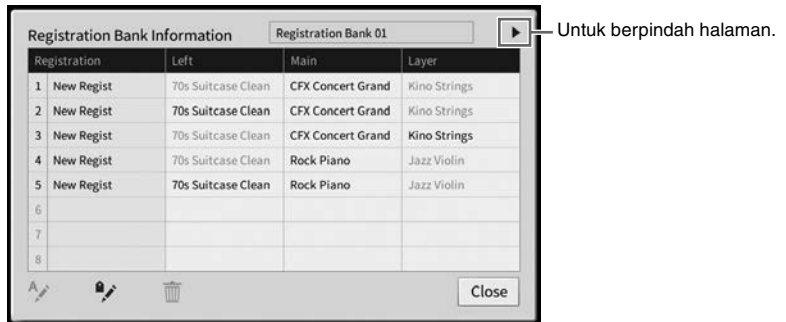 Registration Bank Information Registration Bank 01
Untuk berpindah halaman.
Registration Left Main Layer
1 New Regist 70s Suitcase Clean CFX Concert Grand Kino Strings
2 New Regist 70s Suitcase Clean CFX Concert Grand Kino Strings
3 New Regist 70s Suitcase Clean CFX Concert Grand Kino Strings
4 New Regist 70s Suitcase Clean Rock Piano Jazz Violin
5 New Regist 70s Suitcase Clean Rock Piano Jazz Violin
6
7
8
A
Close